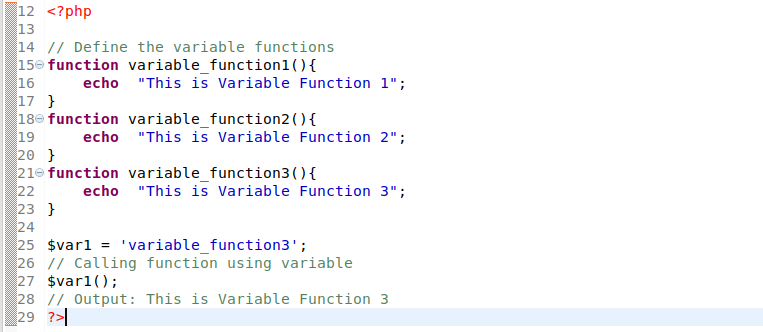 12 <?php
13
14 // Define the variable functions
15 function variable_function1(){
16     echo  "This is Variable Function 1";
17 }
18 function variable_function2(){
19     echo  "This is Variable Function 2";
20 }
21 function variable_function3(){
22     echo  "This is Variable Function 3";
23 }
24
25 $var1 = 'variable_function3';
26 // Calling function using variable
27 $var1();
28 // Output: This is Variable Function 3
29 ?>